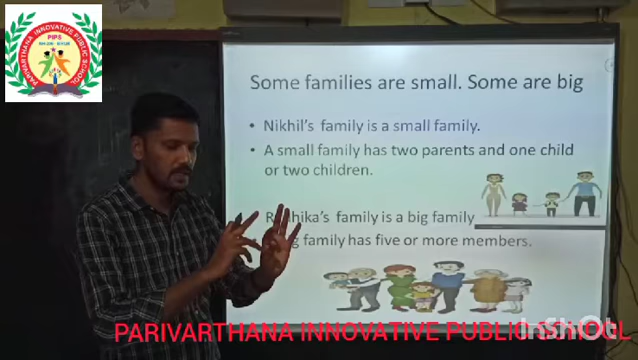 PARIVARTHANA INNOVATIVE PUBLIC SCHOOL
PIPS
Some families are small. Some are big
• Nikhil's family is a small family.
• A small family has two parents and one child
or two children.
family is a big family
family has five or more members.
PARIVARTHANA INNOVATIVE PUBLIC SCHOOL
InShOt